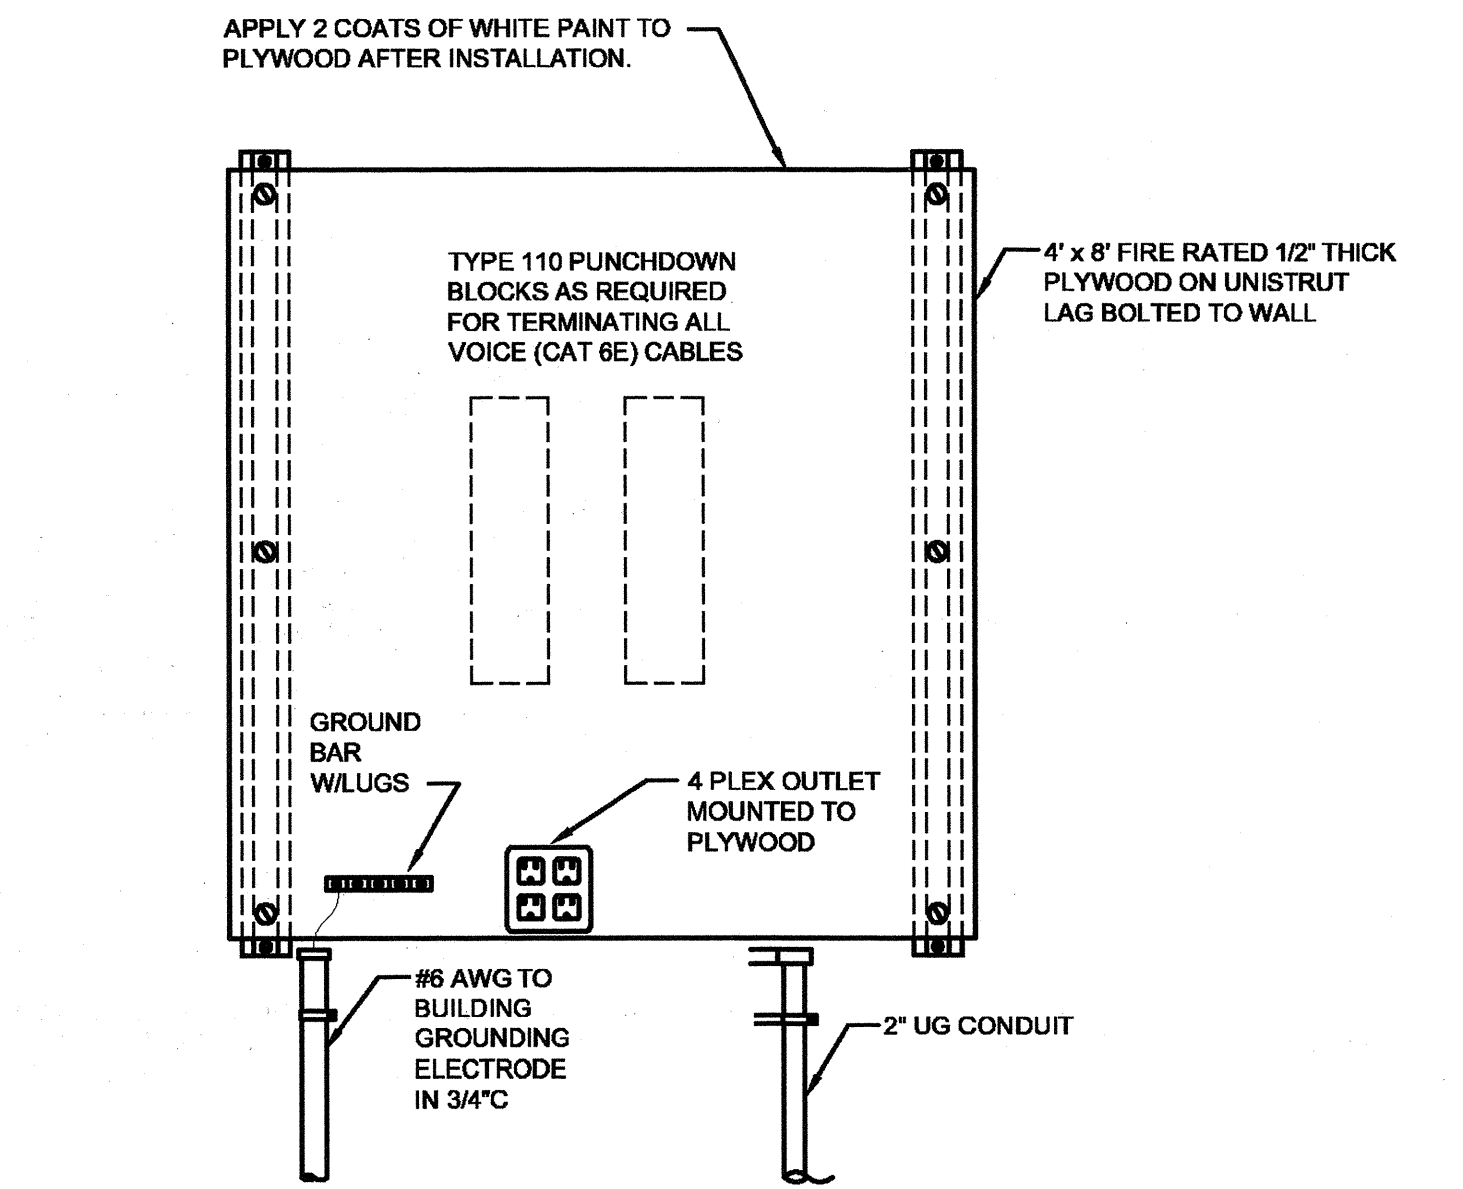 APPLY 2 COATS OF WHITE PAINT TO
PLYWOOD AFTER INSTALLATION.
4' x 8' FIRE RATED 1/2" THICK
PLYWOOD ON UNISTRUT
LAG BOLTED TO WALL
TYPE 110 PUNCHDOWN
BLOCKS AS REQUIRED
FOR TERMINATING ALL
VOICE (CAT 6E) CABLES
GROUND
BAR
W/LUGS
4 PLEX OUTLET
MOUNTED TO
PLYWOOD
#6 AWG TO
BUILDING
GROUNDING
ELECTRODE
IN 3/4"C
2" UG CONDUIT